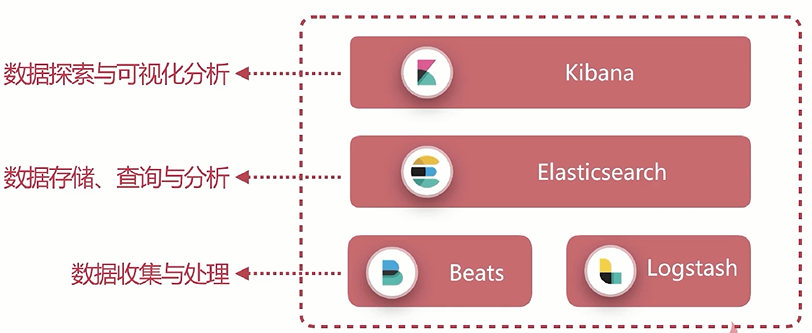 数据探索与可视化分析
Kibana
数据存储、查询与分析
Elasticsearch
数据收集与处理
Beats
Logstash